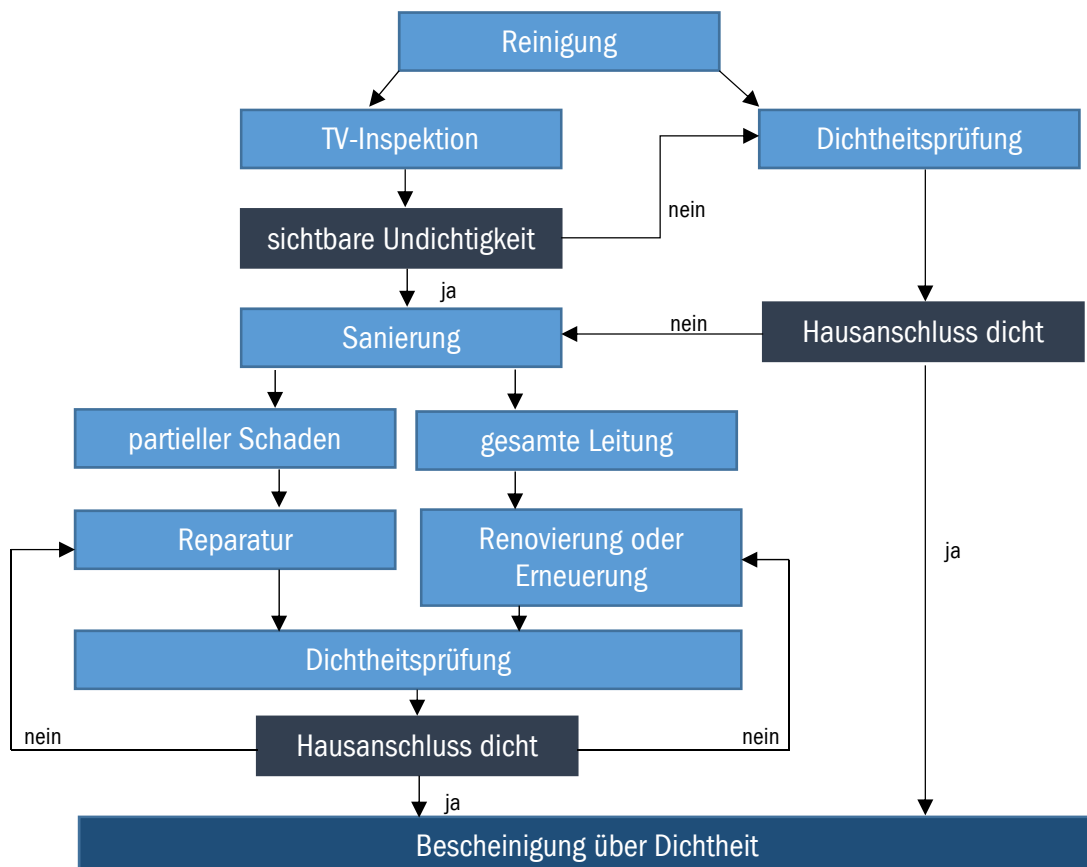 Reinigung
TV-Inspektion
Dichtheitsprüfung
nein
sichtbare Undichtigkeit
ja
Sanierung
nein
Hausanschluss dicht
partieller Schaden
gesamte Leitung
Reparatur
Renovierung oder
Erneuerung
ja
Dichtheitsprüfung
nein
Hausanschluss dicht
nein
ja
Bescheinigung über Dichtheit